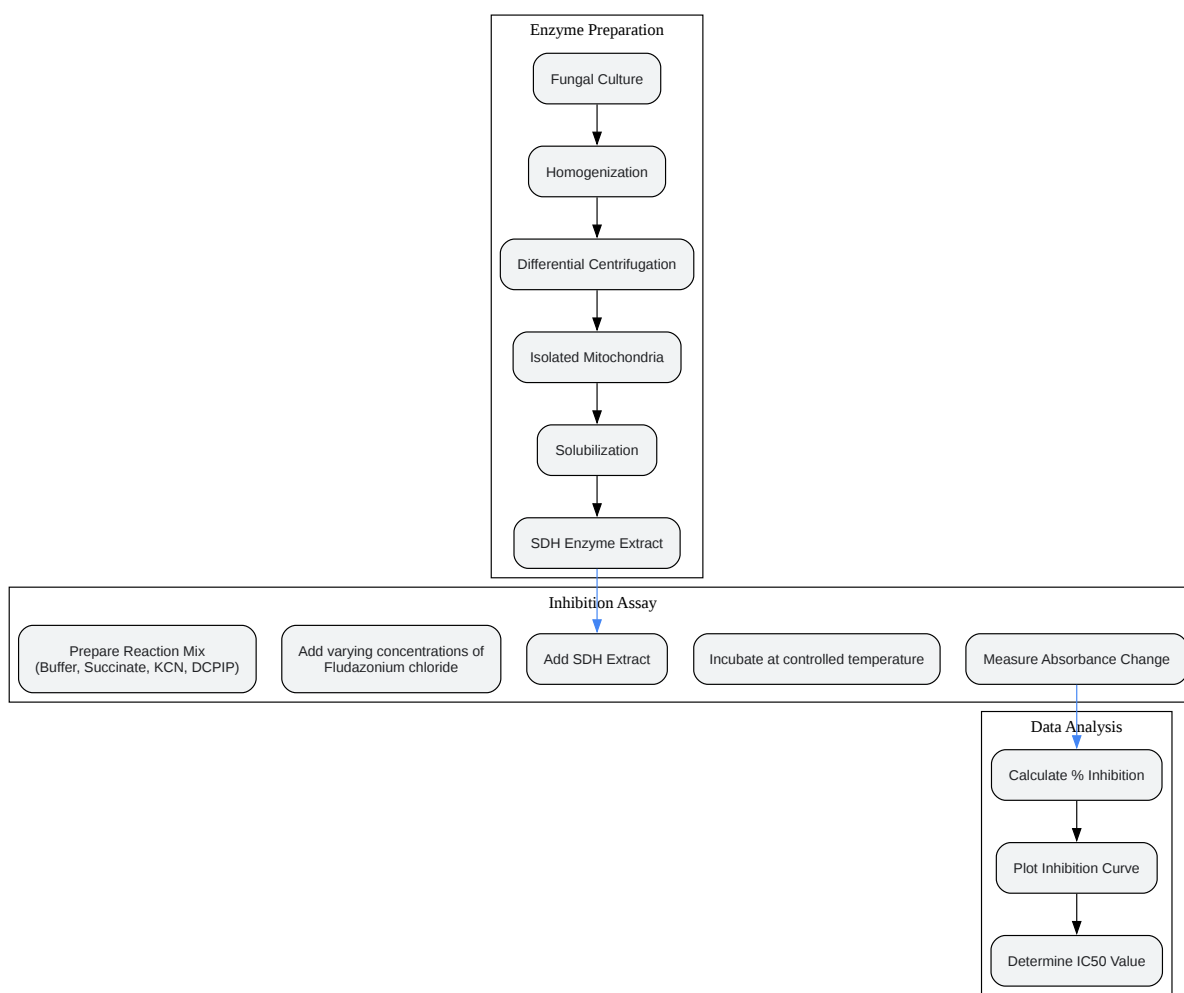 Enzyme Preparation
Fungal Culture
Homogenization
Differential Centrifugation
Isolated Mitochondria
Solubilization
SDH Enzyme Extract
Inhibition Assay
Prepare Reaction Mix
(Buffer, Succinate, KCN, DCPIP)
Add varying concentrations of
Fludazonium chloride
Add SDH Extract
Incubate at controlled temperature
Measure Absorbance Change
Data Analysis
Calculate % Inhibition
Plot Inhibition Curve
Determine IC50 Value